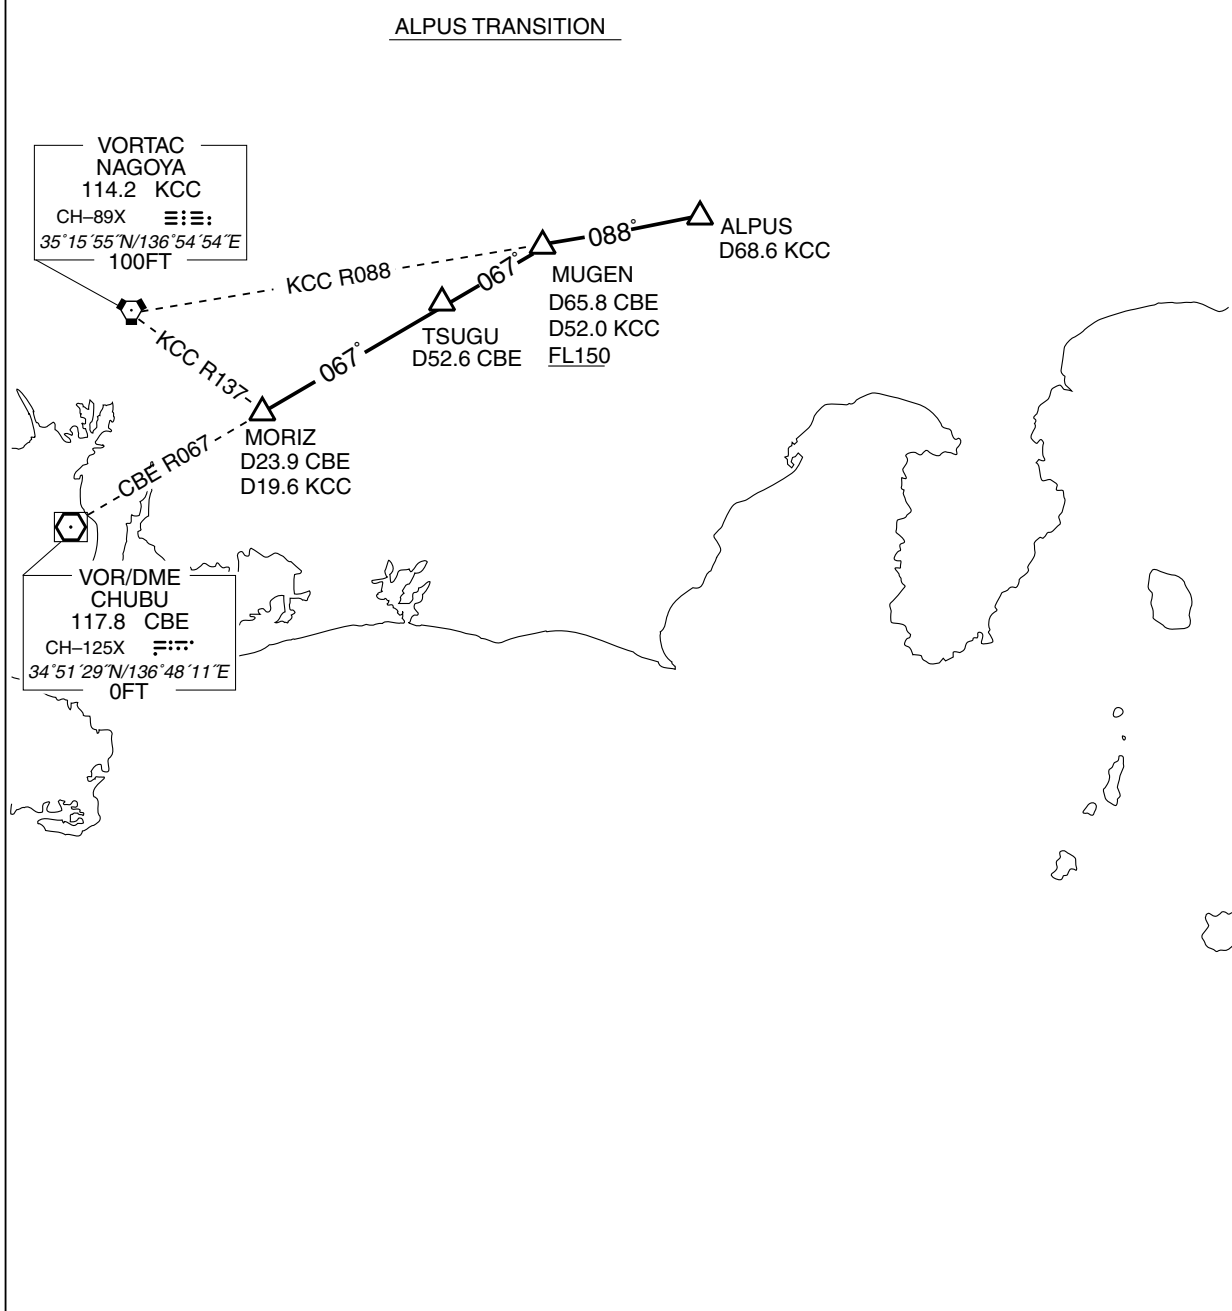 ALPUS TRANSITION
VORTAC
NAGOYA
114.2 KCC
CH–89X
35˚15´55˝N/136˚54´54˝E
100FT
KCC R088
KCC R137
CBE R067
067˚
067˚
088˚
ALPUS
D68.6 KCC
MUGEN
D65.8 CBE
D52.0 KCC
FL150
TSUGU
D52.6 CBE
MORIZ
D23.9 CBE
D19.6 KCC
VOR/DME
CHUBU
117.8 CBE
CH–125X
34˚51´29˝N/136˚48´11˝E
0FT